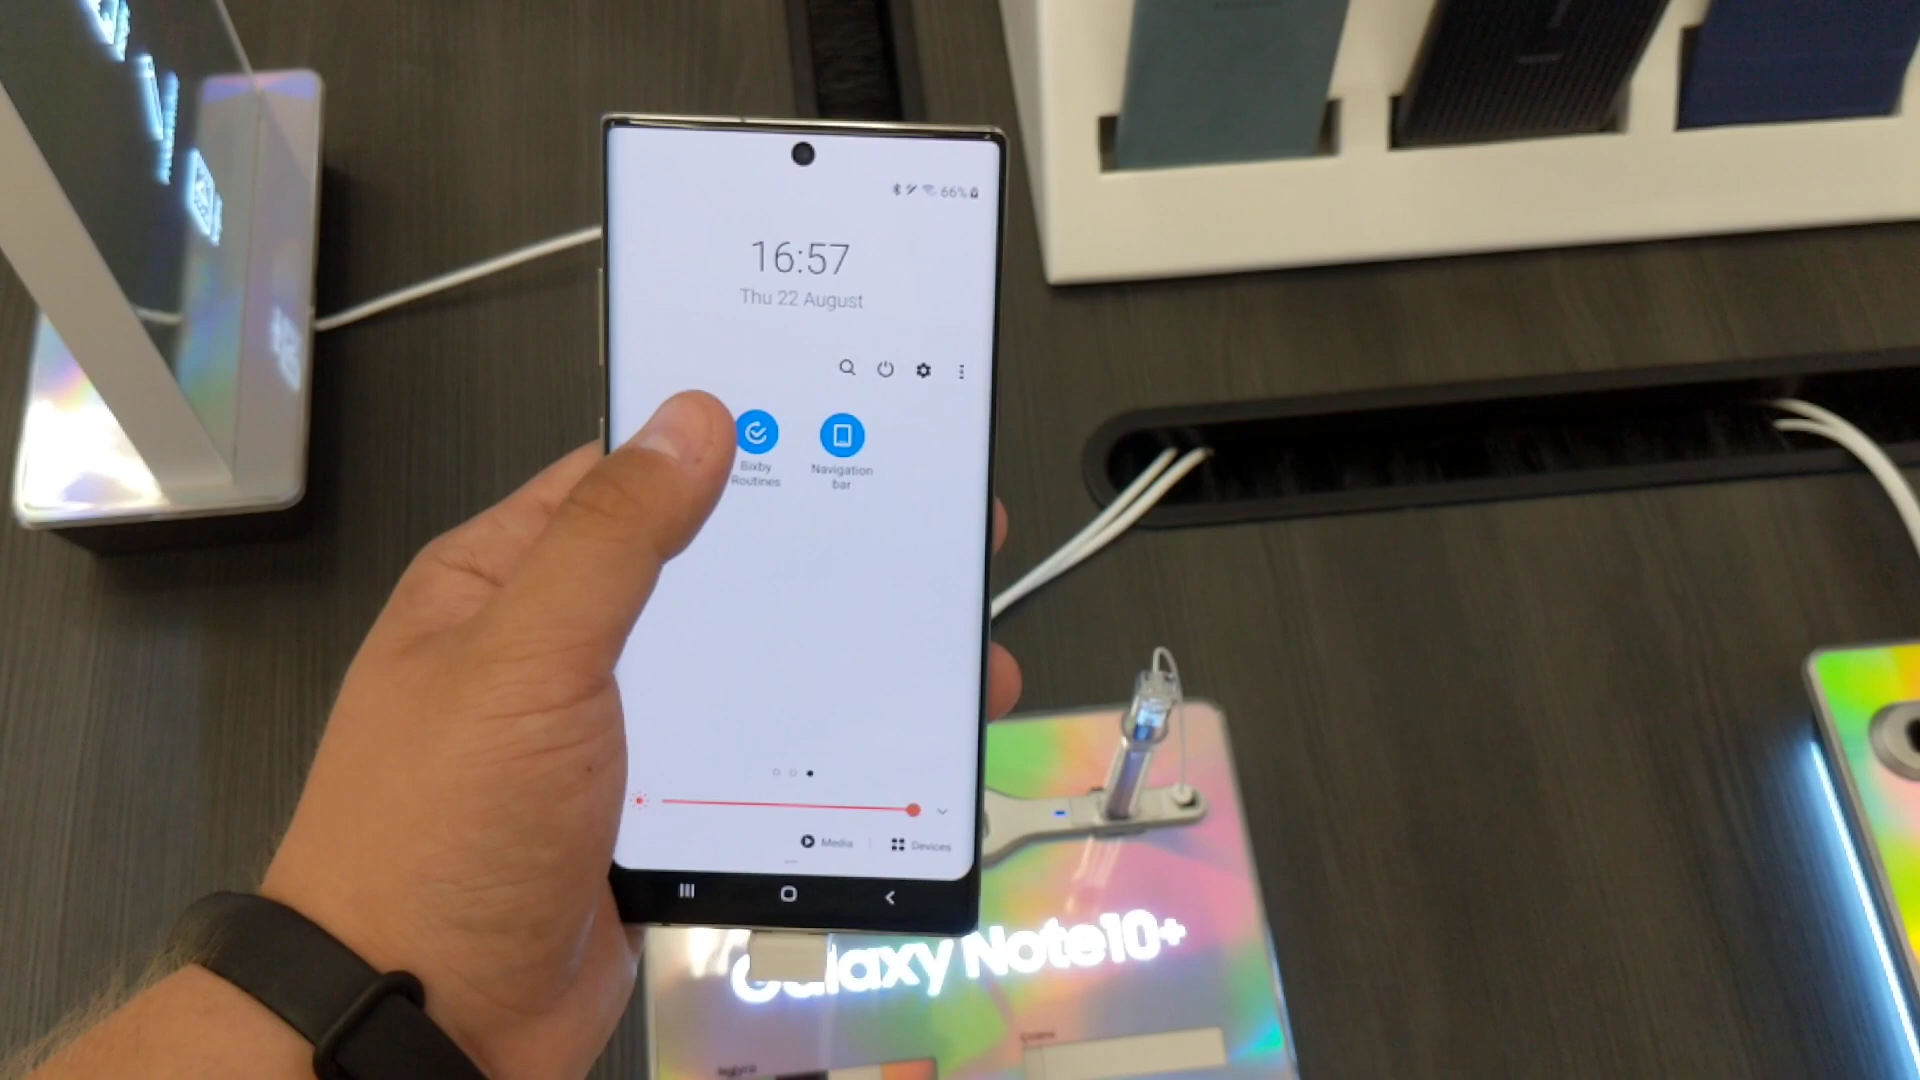 66%
16:57
Thu 22 August
Bixby
Routines
Navigation
bar
Media
Devices
Galaxy Note10+